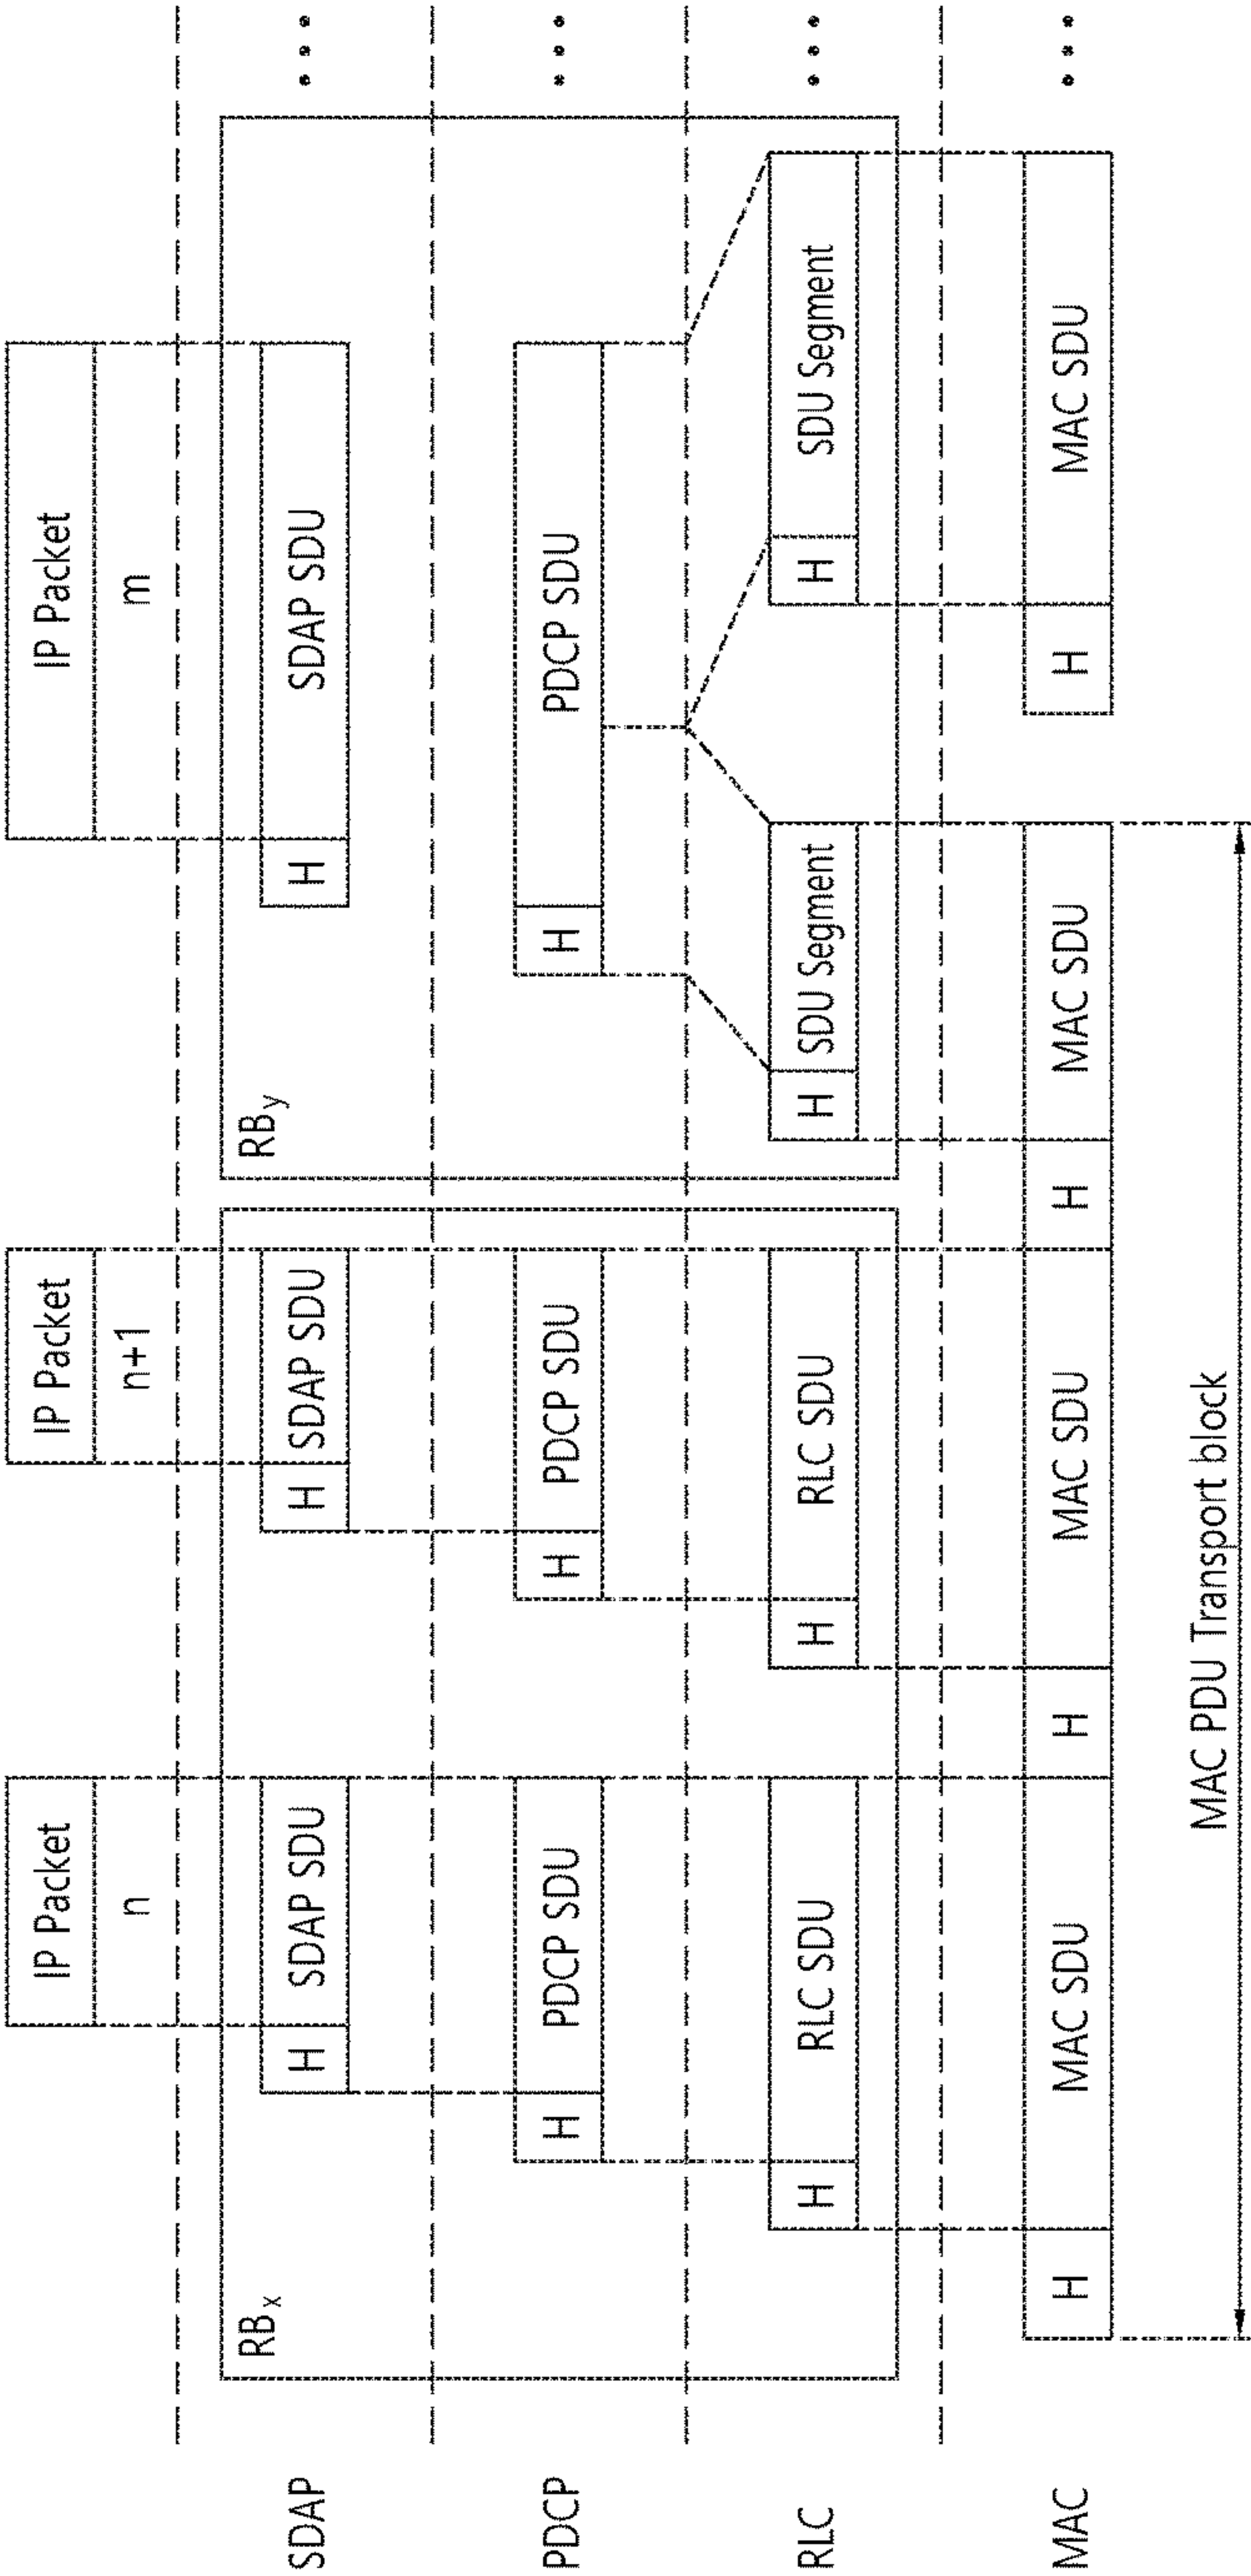 IP Packet IP Packet IP Packet
n n+1 m
RBx RBy
SDAP H SDAP SDU H SDAP SDU H SDAP SDU
PDCP H PDCP SDU H PDCP SDU H PDCP SDU
RLC H RLC SDU H RLC SDU H SDU Segment H SDU Segment
MAC H MAC SDU H MAC SDU H MAC SDU H MAC SDU
MAC PDU Transport block